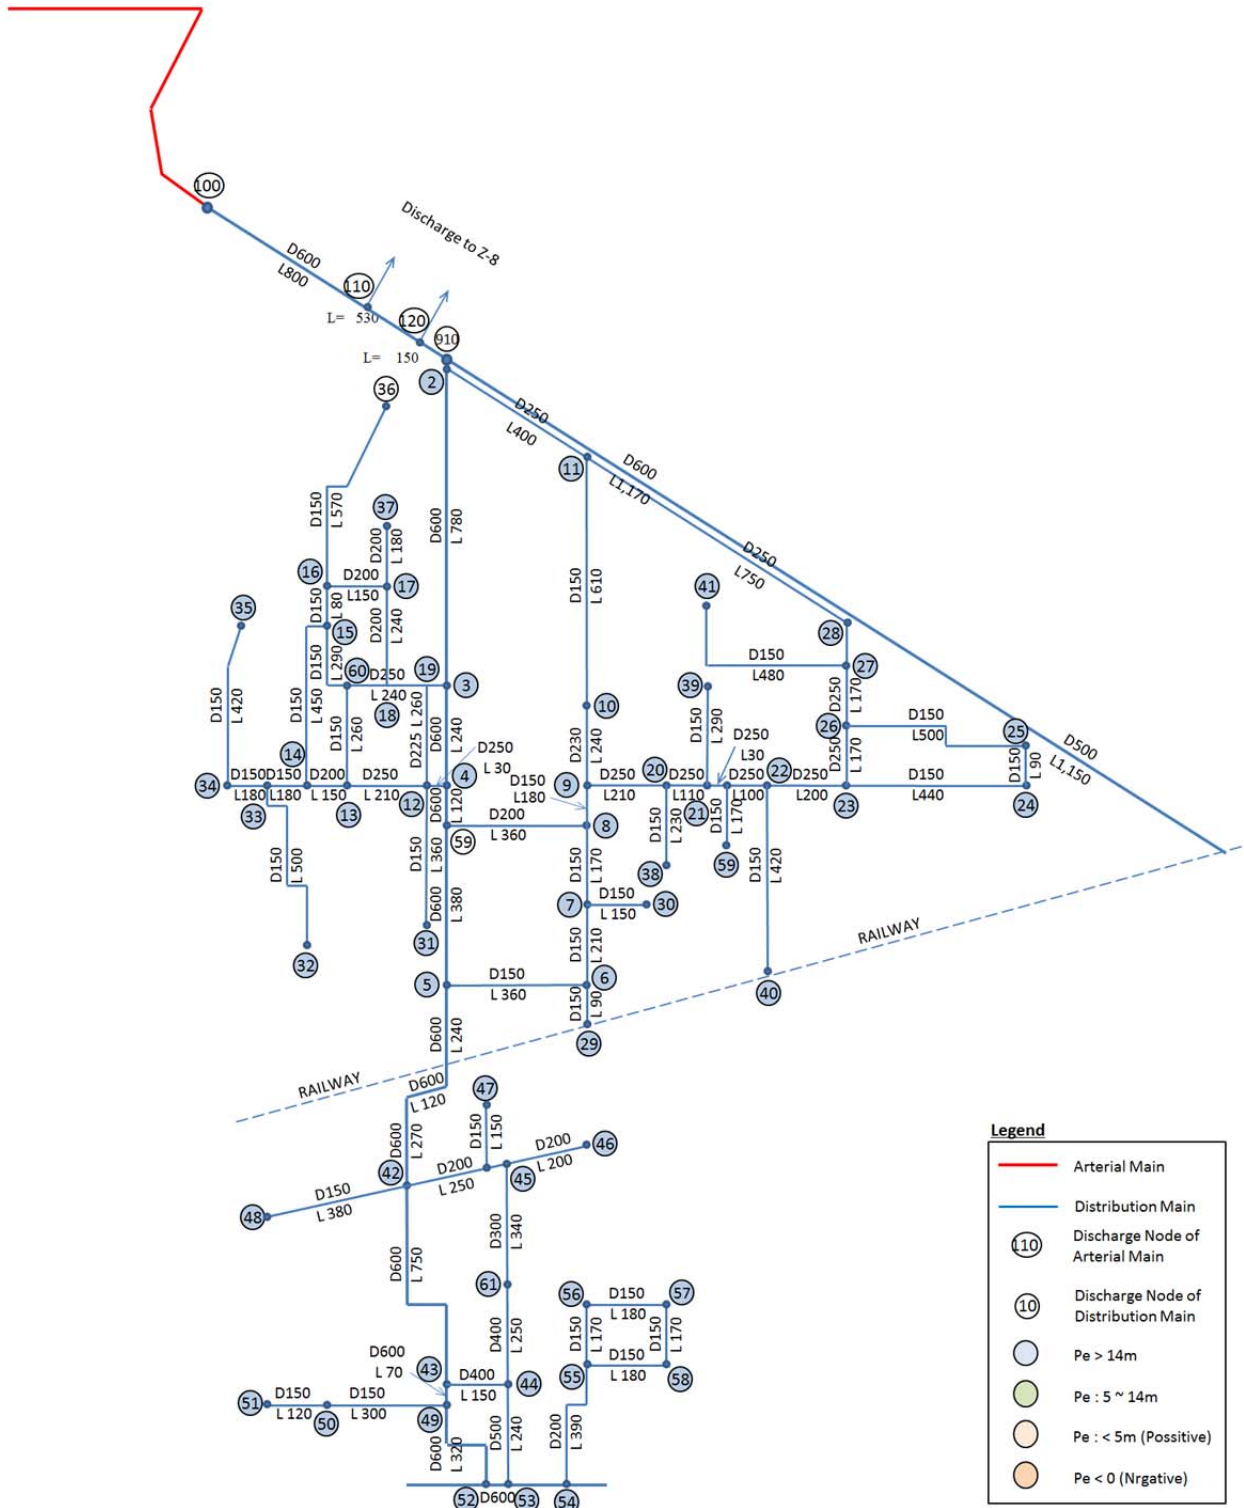 100
D600
L800
Discharge to Z-8
110
L= 530
120
L= 150
910
2
36
D250
L400
D600
L1,170
11
D250
L750
D150
L 570
37
D200
L 180
D600
L 780
16
D200
L150
17
D150
L 80
D200
L 240
D150
L 610
41
28
35
15
D150
L 290
D150
L 450
60
D250
L 240
19
3
18
D150
L480
27
39
D250
L 170
D150
L 420
D150
L 260
D225
L 260
D600
L 240
10
D230
L 240
D150
L 290
26
D150
L500
25
D500
L1,150
14
D250
L 30
4
D150
L180
D250
L30
20
22
D250
L 170
D150
L 90
34
D150
L180
D150
L180
D200
L 150
D250
L 210
33
13
12
D600
L 120
9
D250
L210
D250
L110
21
D250
L100
D250
L200
23
D150
L440
24
D200
L 360
8
59
D150
L 230
D150
L 170
D150
L 500
D150
L 360
D600
L 380
D150
L 170
38
59
D150
L 420
7
D150
L 150
30
31
32
D150
L 210
RAILWAY
5
D150
L 360
6
40
D150
L 90
D600
L 240
29
RAILWAY
D600
L 120
47
D600
L 270
D150
L 150
D200
L 200
46
42
D200
L 250
45
48
D150
L 380
D300
L 340
D600
L 750
61
56
D150
L 180
57
D400
L 250
D150
L 170
D150
L 170
D600
L 70
43
D400
L 150
44
55
D150
L 180
58
51
D150
L 120
50
D150
L 300
49
D600
L 320
D500
L 240
D200
L 390
52
D600
53
54
Legend
Arterial Main
Distribution Main
110
Discharge Node of
Arterial Main
10
Discharge Node of
Distribution Main
Pe > 14m
Pe : 5 ~ 14m
Pe : < 5m (Possitive)
Pe < 0 (Nrgative)